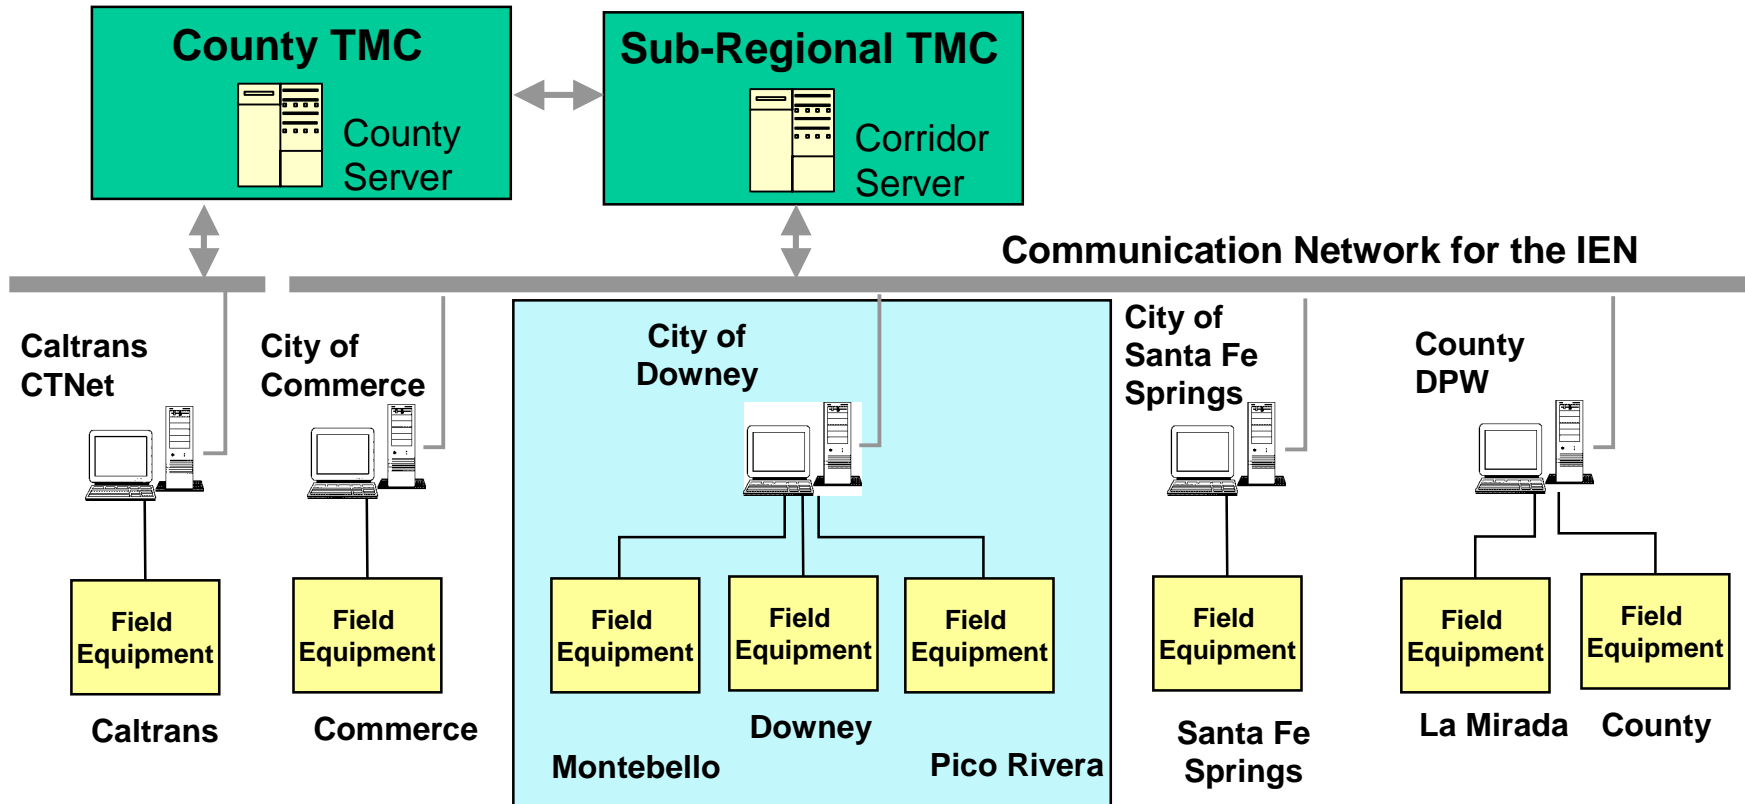 County TMC
County
Server
Sub-Regional TMC
Corridor
Server
Communication Network for the IEN
Caltrans
CTNet
City of
Commerce
City of
Downey
City of
Santa Fe
Springs
County
DPW
Field
Equipment
Field
Equipment
Field
Equipment
Field
Equipment
Field
Equipment
Field
Equipment
Field
Equipment
Field
Equipment
Caltrans
Commerce
Montebello
Downey
Pico Rivera
Santa Fe
Springs
La Mirada
County